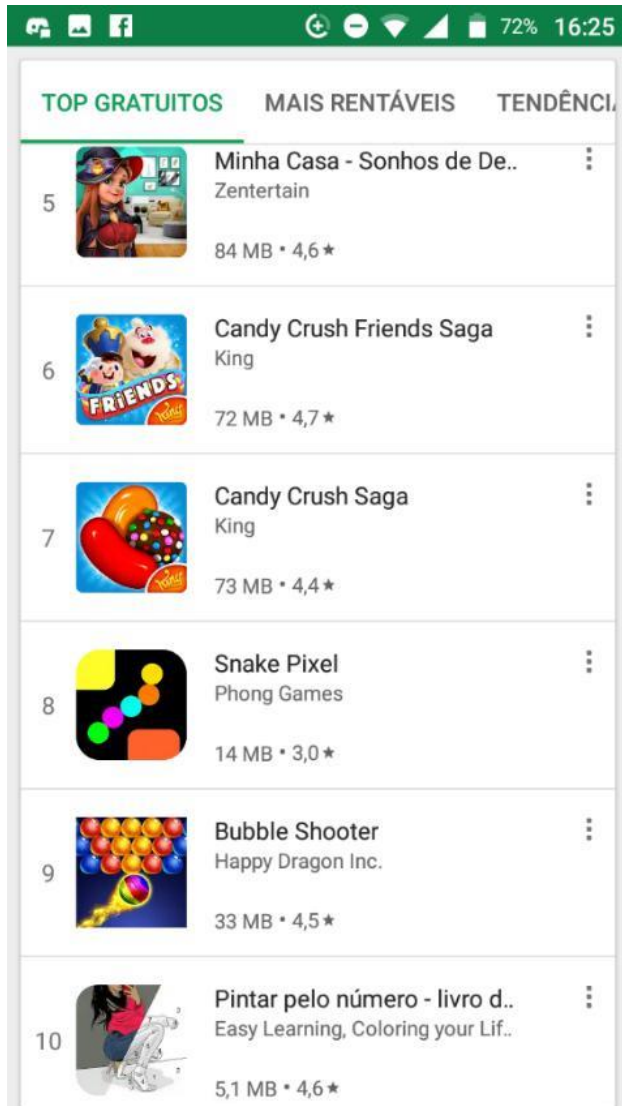 72% 16:25
TOP GRATUITOS MAIS RENTÁVEIS TENDÊNCIA
5
Minha Casa - Sonhos de De..
Zentertain
84 MB • 4,6★
6
FRIENDS
King
Candy Crush Friends Saga
King
72 MB • 4,7★
7
King
Candy Crush Saga
King
73 MB • 4,4★
8
Snake Pixel
Phong Games
14 MB • 3,0★
9
Bubble Shooter
Happy Dragon Inc.
33 MB • 4,5★
10
Pintar pelo número - livro d..
Easy Learning, Coloring your Lif..
5,1 MB • 4,6★